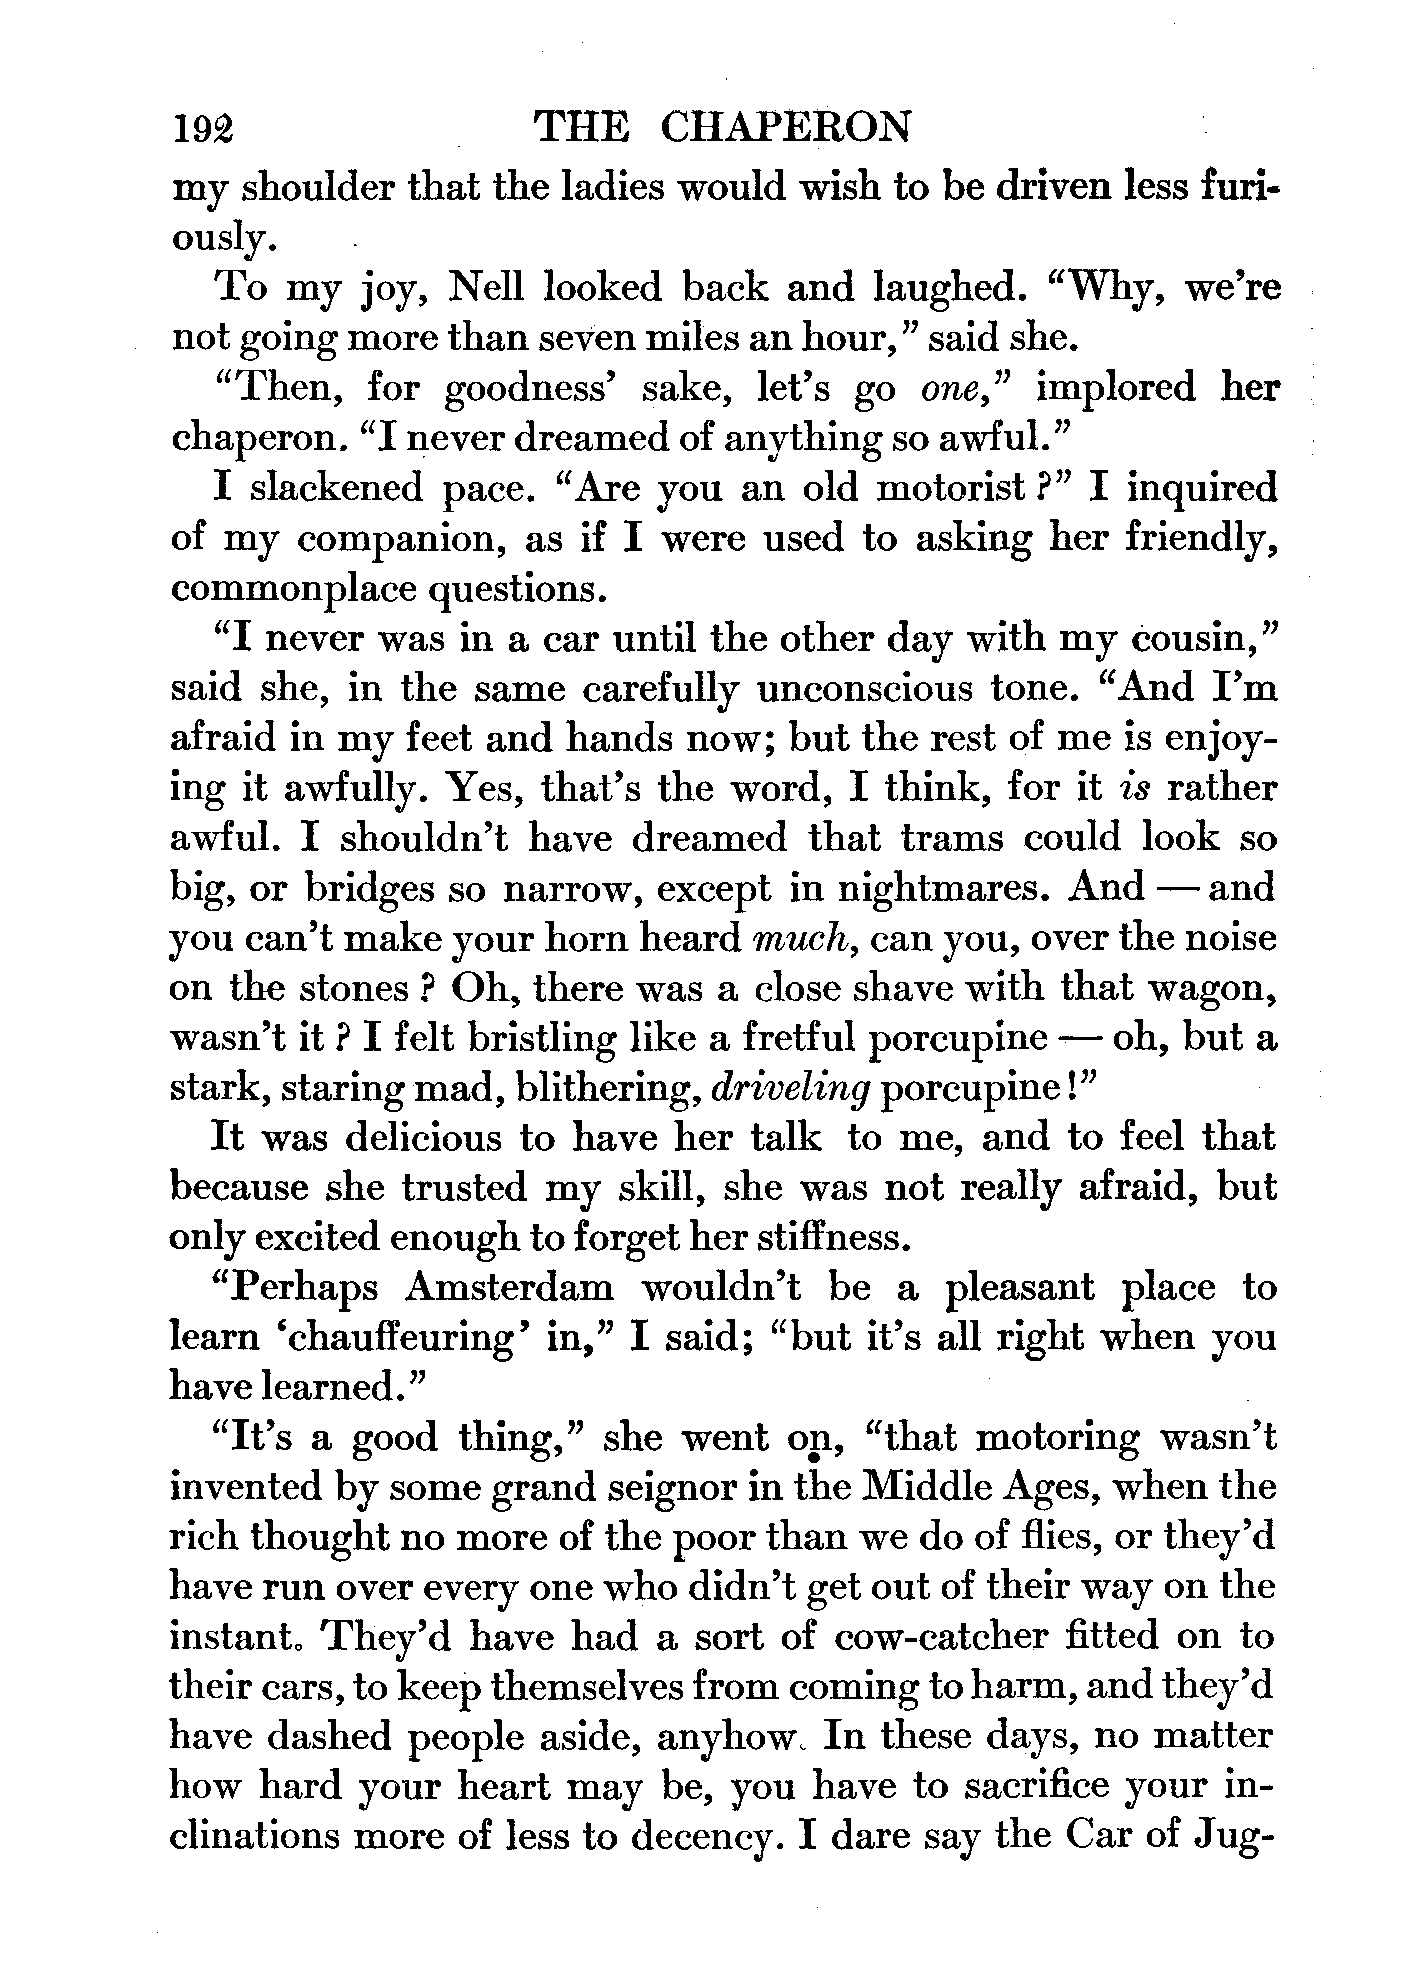 192 THE CHAPERON
my shoulder that the ladies would wish to be driven less furi-
ously.
To my joy, Nell looked back and laughed. “Why, we’re
not going more than seven miles an hour,” said she.
“Then, for goodness’ sake, let’s go one,” implored her
chaperon. “I never dreamed of anything so awful.”
I slackened pace. “Are you an old motorist?” I inquired
of my companion, as if I were used to asking her friendly,
commonplace questions.
“I never was in a car until the other day with my cousin,”
said she, in the same carefully unconscious tone. “And I’m
afraid in my feet and hands now; but the rest of me is enjoy-
ing it awfully. Yes, that’s the word, I think, for it is rather
awful. I shouldn’t have dreamed that trams could look so
big, or bridges so narrow, except in nightmares. And — and
you can’t make your horn heard much, can you, over the noise
on the stones? Oh, there was a close shave with that wagon,
wasn’t it? I felt bristling like a fretful porcupine — oh, but a
stark, staring mad, blithering, driveling porcupine!”
It was delicious to have her talk to me, and to feel that
because she trusted my skill, she was not really afraid, but
only excited enough to forget her stiffness.
“Perhaps Amsterdam wouldn’t be a pleasant place to
learn ‘chauffeuring’ in,” I said; “but it’s all right when you
have learned.”
“It’s a good thing,” she went on, “that motoring wasn’t
invented by some grand seignor in the Middle Ages, when the
rich thought no more of the poor than we do of flies, or they’d
have run over every one who didn’t get out of their way on the
instant. They’d have had a sort of cow-catcher fitted on to
their cars, to keep themselves from coming to harm, and they’d
have dashed people aside, anyhow. In these days, no matter
how hard your heart may be, you have to sacrifice your in-
clinations more of less to decency. I dare say the Car of Jug-